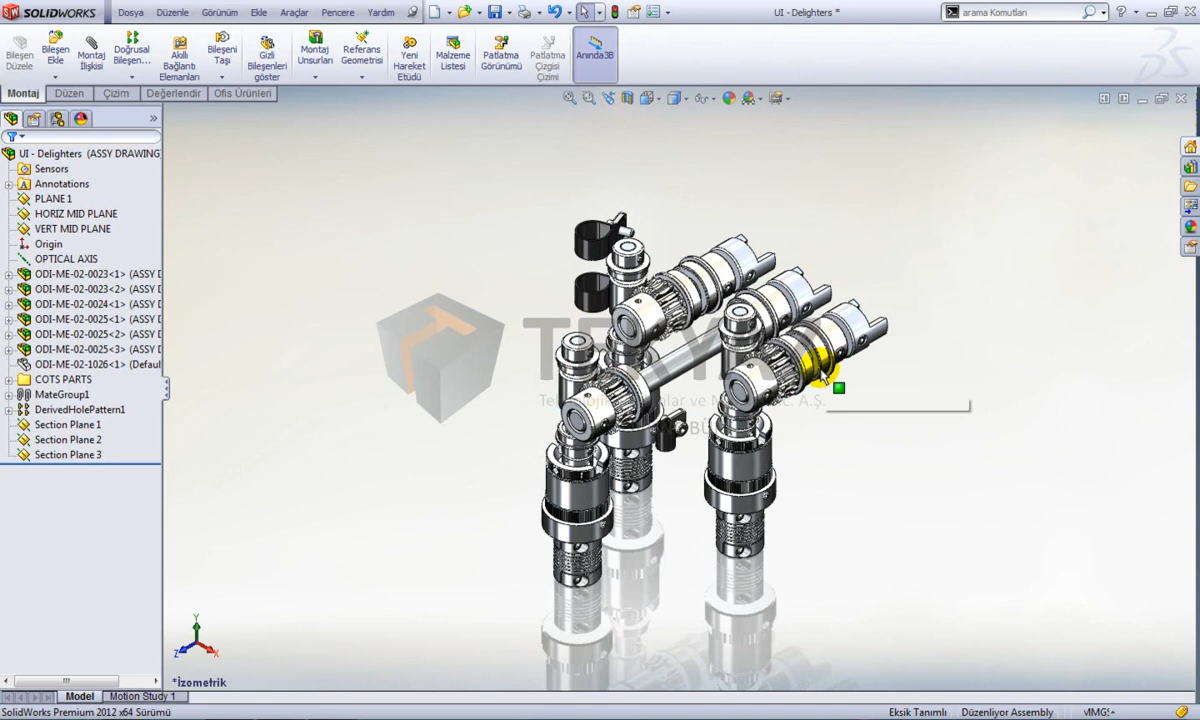 SOLIDWORKS Dosya Düzenle Görünüm Ekle Araçlar Pencere Yardım UI - Delighters * arama Komutları
Bileşen Düzele
Bileşen Ekle
Montaj İlişkisi
Doğrusal Bileşen...
Akıllı Bağlantı Elemanları
Bileşeni Taşı
Gizli Bileşenleri göster
Montaj Unsurları
Referans Geometrisi
Yeni Hareket Etüdü
Malzeme Listesi
Patlatma Görünümü
Patlatma Çizgisi Çizimi
Anında3B
Montaj Düzen Çizim Değerlendir Ofis Ürünleri
UI - Delighters (ASSY DRAWING
Sensors
Annotations
PLANE 1
HORIZ MID PLANE
VERT MID PLANE
Origin
OPTICAL AXIS
ODI-ME-02-0023<1> (ASSY D
ODI-ME-02-0023<2> (ASSY D
ODI-ME-02-0024<1> (ASSY D
ODI-ME-02-0025<1> (ASSY D
ODI-ME-02-0025<2> (ASSY D
ODI-ME-02-0025<3> (ASSY D
ODI-ME-02-1026<1> (Defaul
COTS PARTS
MateGroup1
DerivedHolePattern1
Section Plane 1
Section Plane 2
Section Plane 3
A.Ş.
Y
Z X
*İzometrik
Model Motion Study 1
SolidWorks Premium 2012 x64 Sürümü Eksik Tanımlı Düzenliyor Assembly MMGS